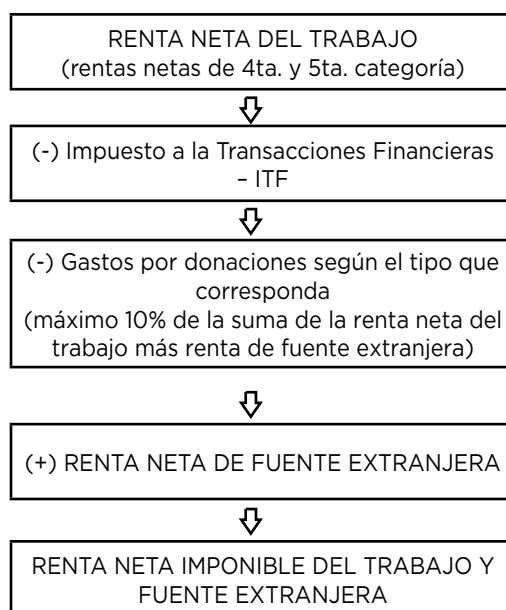 RENTA NETA DEL TRABAJO
(rentas netas de 4ta. y 5ta. categoría)
(-) Impuesto a la Transacciones Financieras
– ITF
(-) Gastos por donaciones según el tipo que
corresponda
(máximo 10% de la suma de la renta neta del
trabajo más renta de fuente extranjera)
(+) RENTA NETA DE FUENTE EXTRANJERA
RENTA NETA IMPONIBLE DEL TRABAJO Y
FUENTE EXTRANJERA